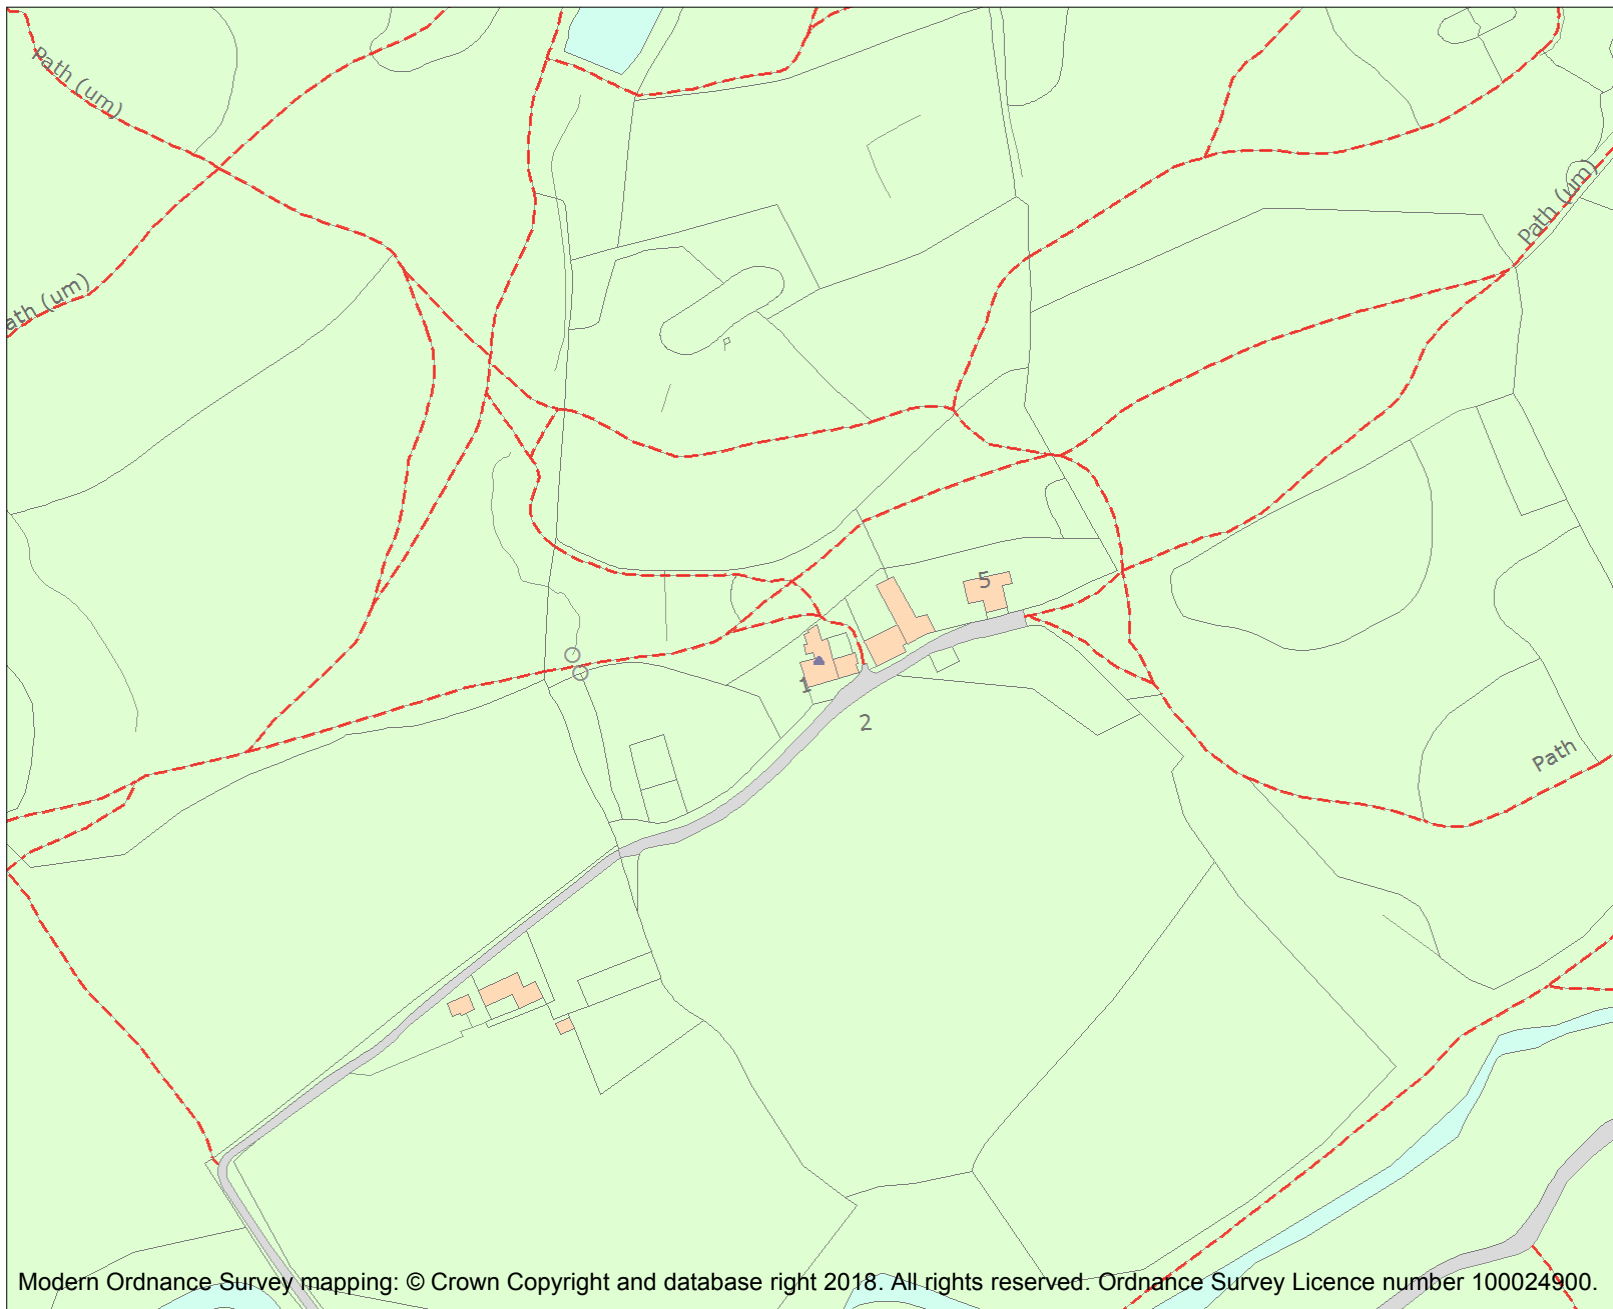 Path (um)
Path (um)
ath (um)
5
1
2
Path
Modern Ordnance Survey mapping: © Crown Copyright and database right 2018. All rights reserved. Ordnance Survey Licence number 100024900.